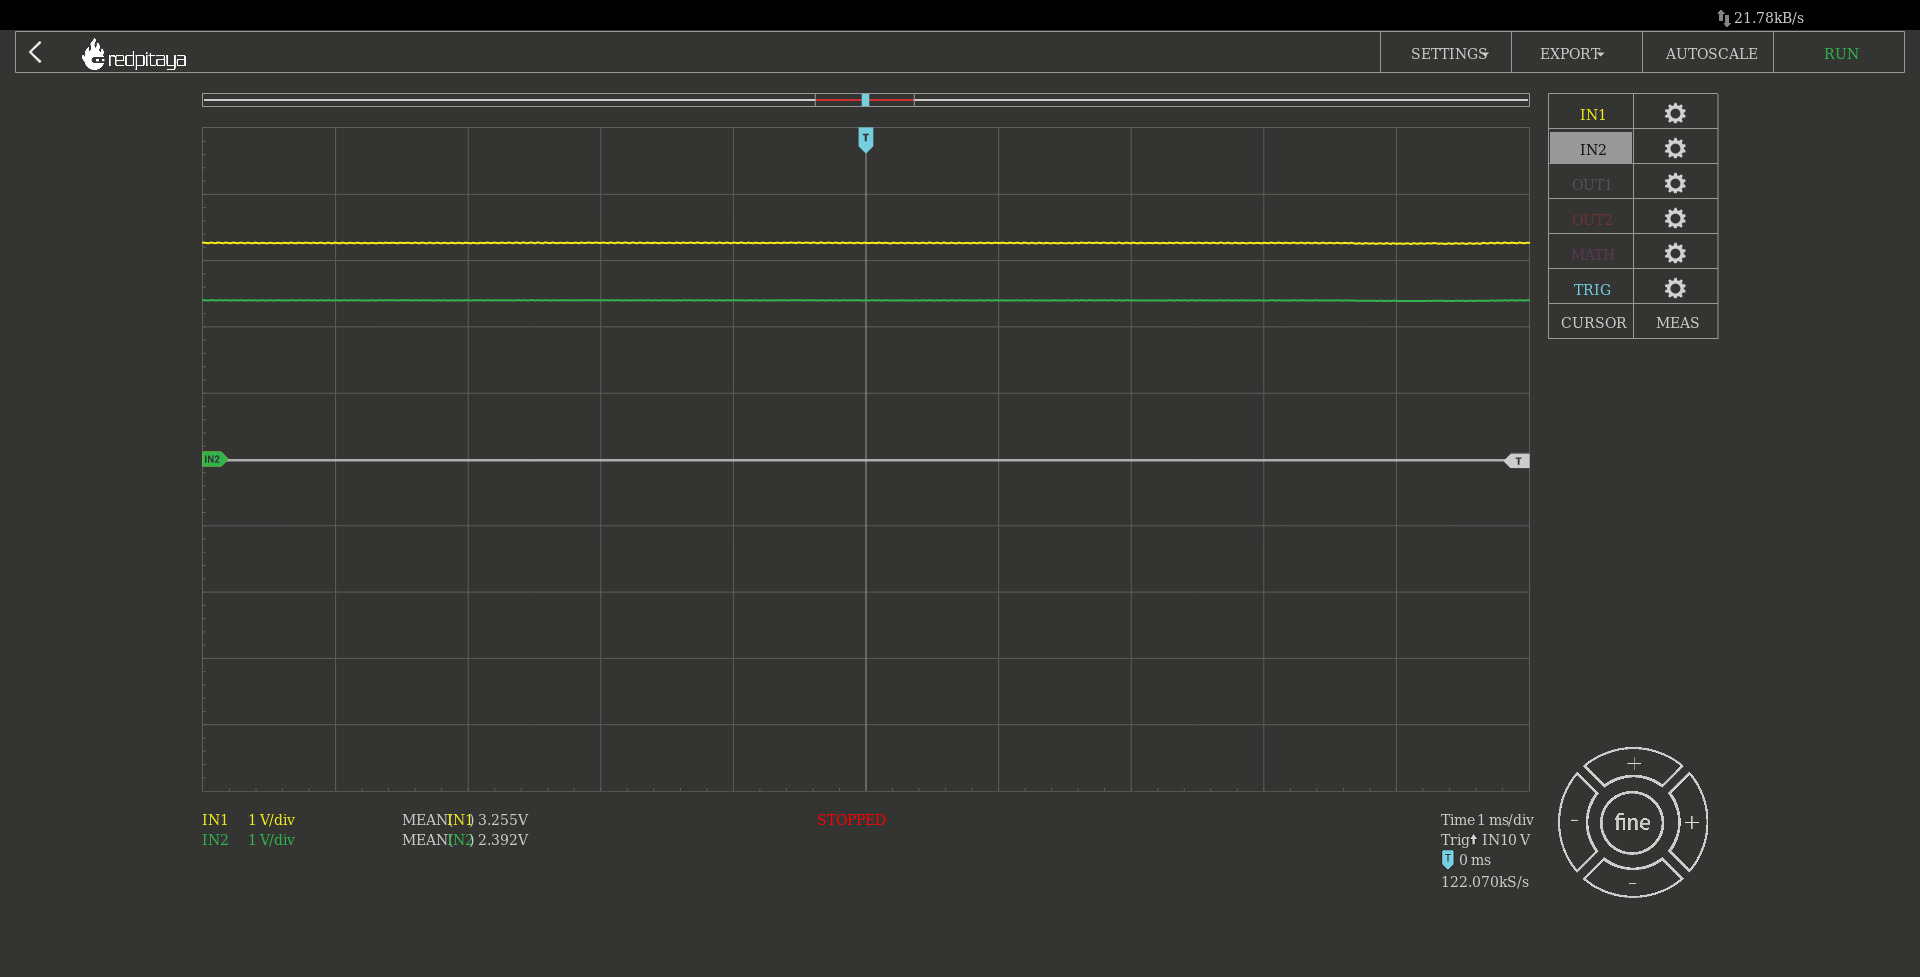 21.78kB/s
redpitaya SETTINGS EXPORT AUTOSCALE RUN
IN1
T
IN2
OUT1
OUT2
MATH
TRIG
CURSOR MEAS
IN2 T
+
IN1 1 V/div MEAN(IN1) 3.255V STOPPED Time 1 ms/div
- fine +
IN2 1 V/div MEAN(IN2) 2.392V Trig IN1 0 V
T 0 ms
122.070kS/s
-